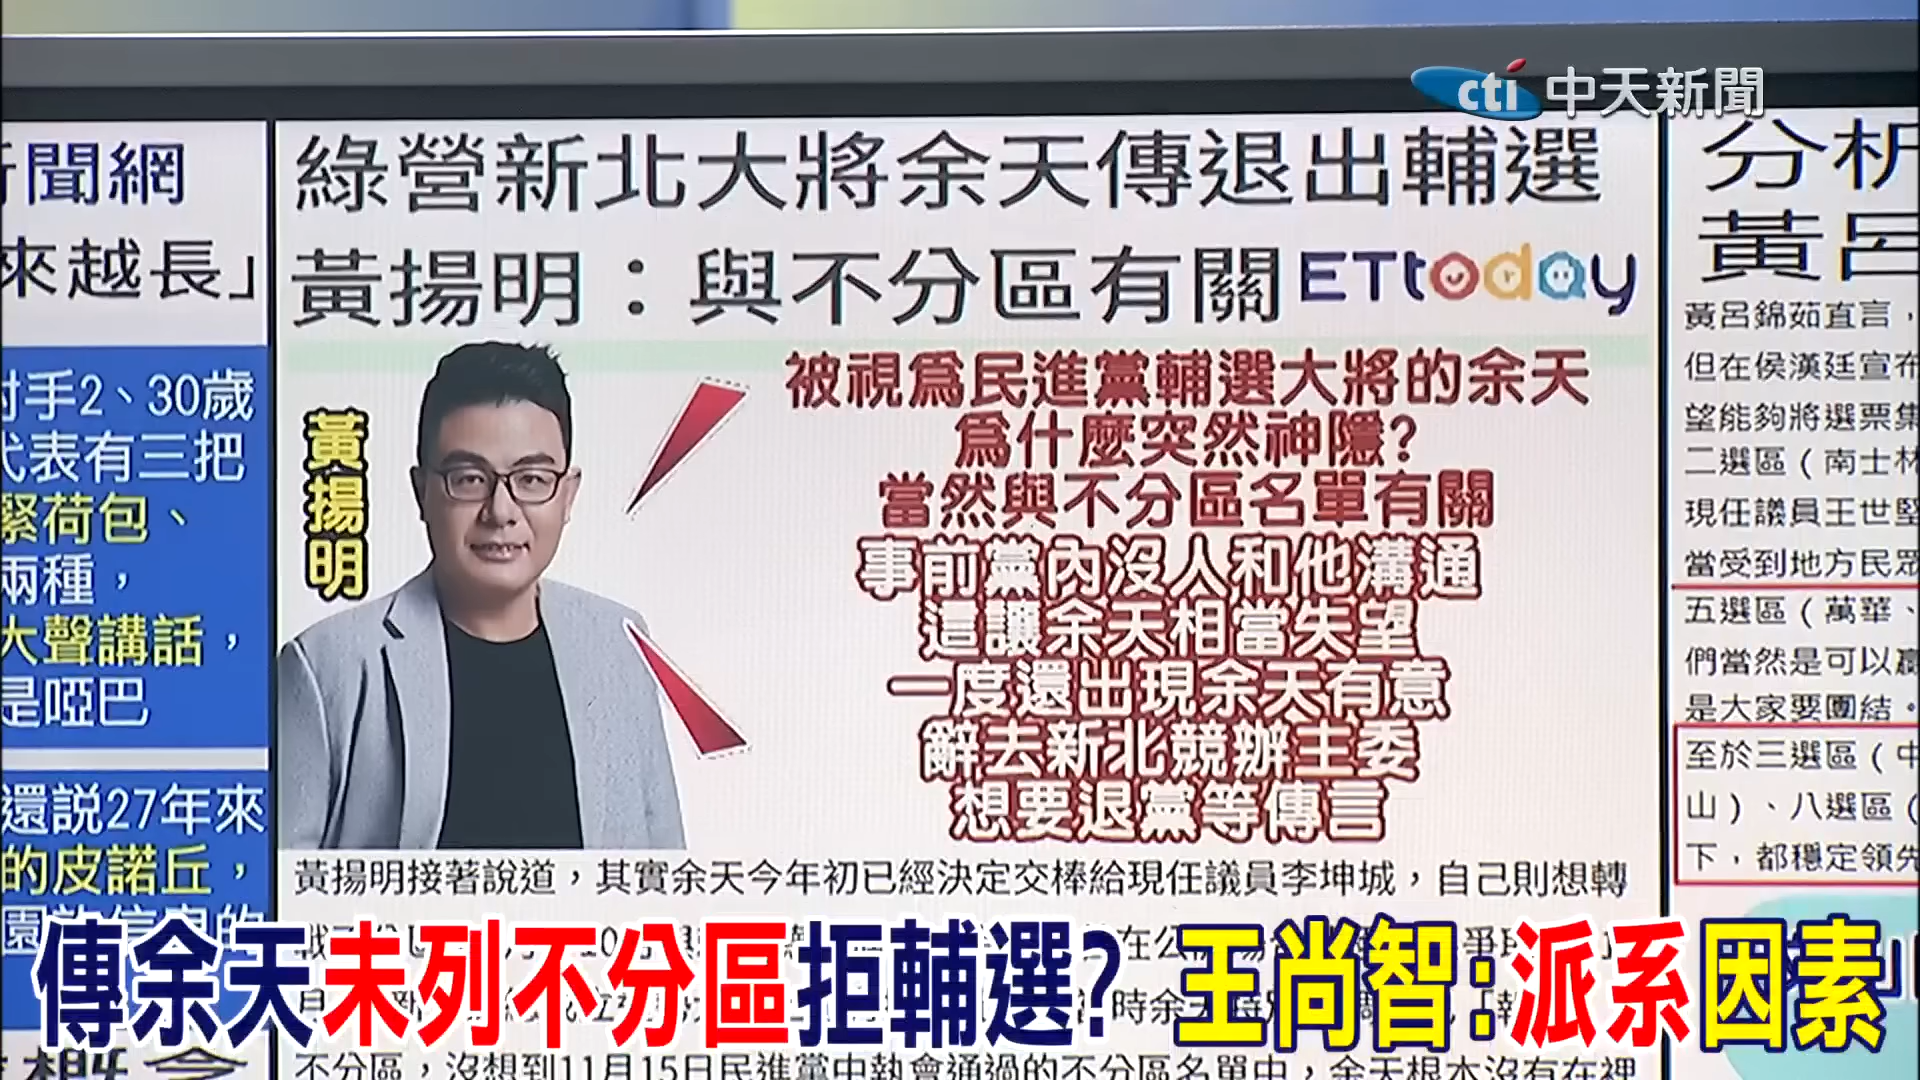 cti 中天新聞
聞網
來越長」
手2、30歲
代表有三把
緊荷包、
兩種，
大聲講話，
是啞巴
還説27年來
的皮諾丘，
綠營新北大將余天傳退出輔選
黃揚明：與不分區有關 ETtoday
黃揚明
被視為民進黨輔選大將的余天
為什麼突然神隱？
當然與不分區名單有關
事前黨內沒人和他溝通
這讓余天相當失望
一度還出現余天有意
辭去新北競辦主委
想要退黨等傳言
黃揚明接著說道，其實余天今年初已經決定交棒給現任議員李坤城，自己則想轉
不分區，沒想到11月15日民進黨中執會通過的不分區名單中，余天根本沒有在裡
分析
黃呂
黃呂錦茹直言，
但在侯漢廷宣布
望能夠將選票集
二選區（南士林
現任議員王世堅
當受到地方民眾
五選區（萬華、
們當然是可以贏
是大家要團結。
至於三選區（中
山）、八選區（
下，都穩定領先
傳余天未列不分區拒輔選? 王尚智:派系因素